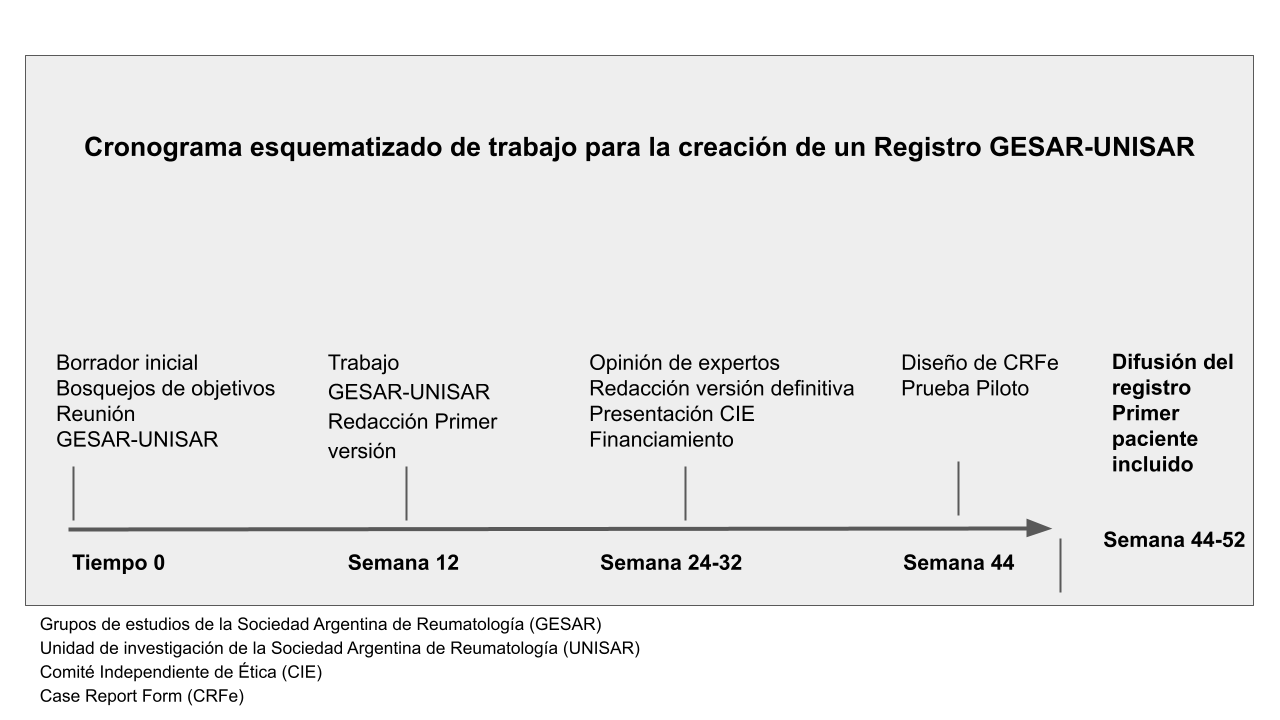 Cronograma esquematizado de trabajo para la creación de un Registro GESAR-UNISAR
Borrador inicial
Bosquejos de objetivos
Reunión
GESAR-UNISAR
Trabajo
GESAR-UNISAR
Redacción Primer
versión
Opinión de expertos
Redacción versión definitiva
Presentación CIE
Financiamiento
Diseño de CRFe
Prueba Piloto
Difusión del
registro
Primer
paciente
incluido
Tiempo 0
Semana 12
Semana 24-32
Semana 44
Semana 44-52
Grupos de estudios de la Sociedad Argentina de Reumatología (GESAR)
Unidad de investigación de la Sociedad Argentina de Reumatología (UNISAR)
Comité Independiente de Ética (CIE)
Case Report Form (CRFe)